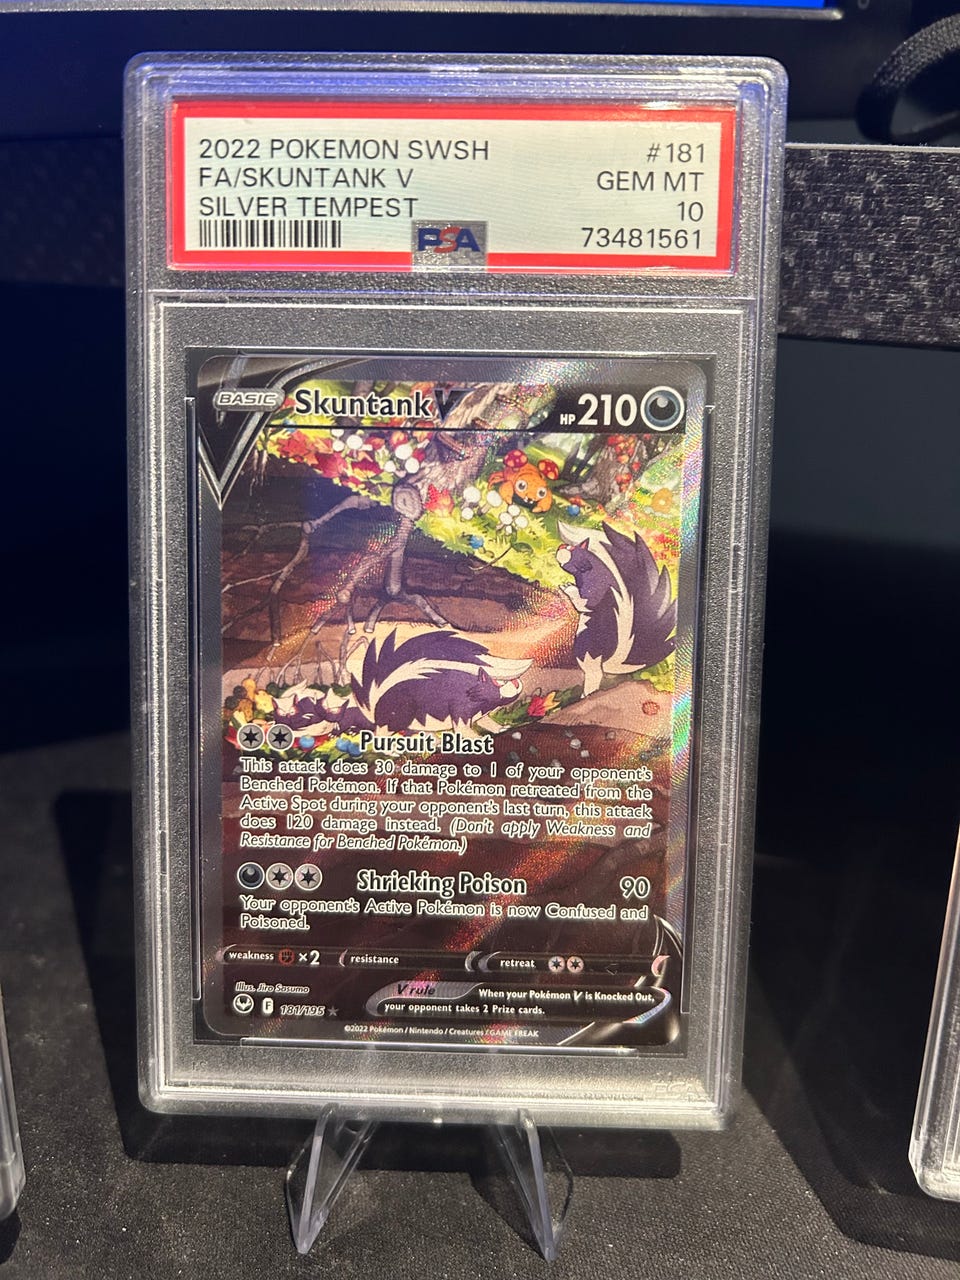 2022 POKEMON SWSH #181
FA/SKUNTANK V GEM MT
SILVER TEMPEST 10
PSA 73481561
BASIC Skuntank V HP 210
Pursuit Blast
This attack does 30 damage to 1 of your opponent's
Benched Pokémon. If that Pokémon retreated from the
Active Spot during your opponent's last turn, this attack
does 120 damage instead. (Don't apply Weakness and
Resistance for Benched Pokémon.)
Shrieking Poison 90
Your opponent's Active Pokémon is now Confused and
Poisoned.
weakness ×2 resistance retreat
Illus. Jiro Sasumo
V rule When your Pokémon V is Knocked Out,
your opponent takes 2 Prize cards.
F 181/195
©2022 Pokémon / Nintendo / Creatures / GAME FREAK